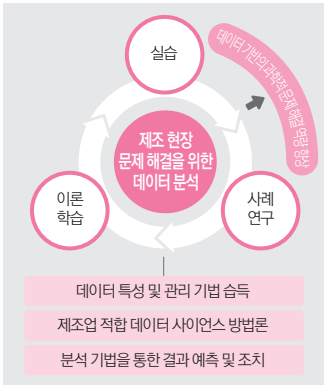 실습
데이터 기반의 과학적 문제 해결 역량 향상
제조 현장
문제 해결을 위한
데이터 분석
이론
학습
사례
연구
데이터 특성 및 관리 기법 습득
제조업 적합 데이터 사이언스 방법론
분석 기법을 통한 결과 예측 및 조치